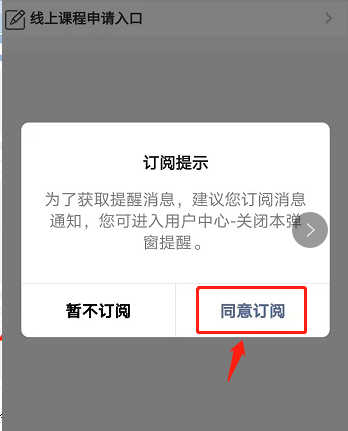 线上课程申请入口
订阅提示
为了获取提醒消息，建议您订阅消息
通知，您可进入用户中心-关闭本弹
窗提醒。
暂不订阅
同意订阅